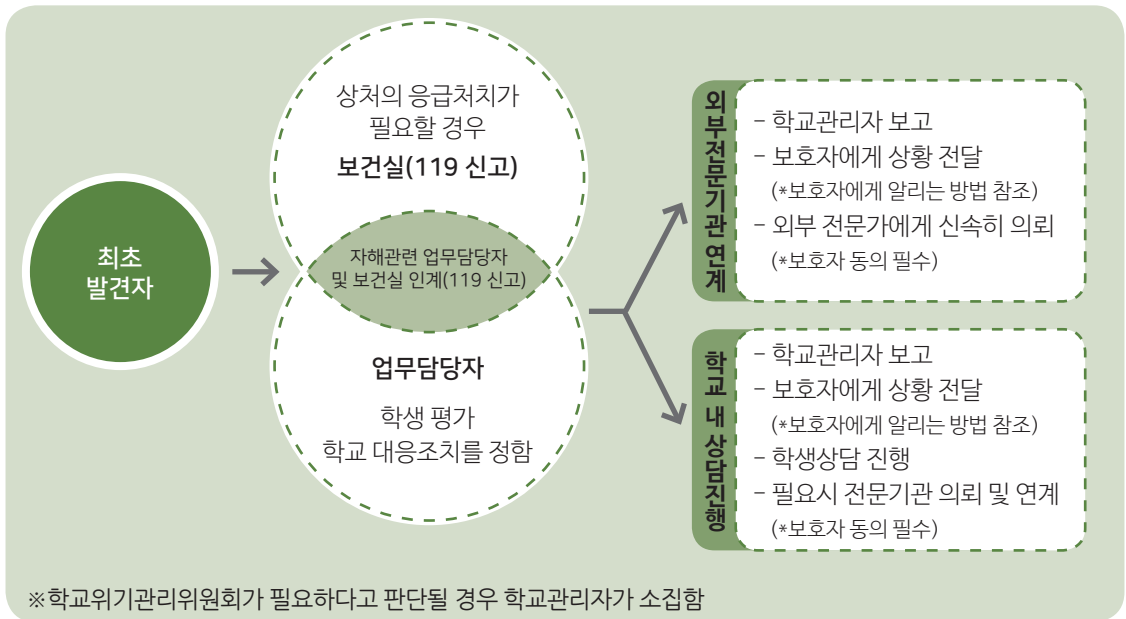 최초
발견자
상처의 응급처치가
필요할 경우
보건실(119 신고)
자해관련 업무담당자
및 보건실 인계(119 신고)
업무담당자
학생 평가
학교 대응조치를 정함
외부전문기관 연계
- 학교관리자 보고
- 보호자에게 상황 전달
(*보호자에게 알리는 방법 참조)
- 외부 전문가에게 신속히 의뢰
(*보호자 동의 필수)
학교 내 상담진행
- 학교관리자 보고
- 보호자에게 상황 전달
(*보호자에게 알리는 방법 참조)
- 학생상담 진행
- 필요시 전문기관 의뢰 및 연계
(*보호자 동의 필수)
※학교위기관리위원회가 필요하다고 판단될 경우 학교관리자가 소집함